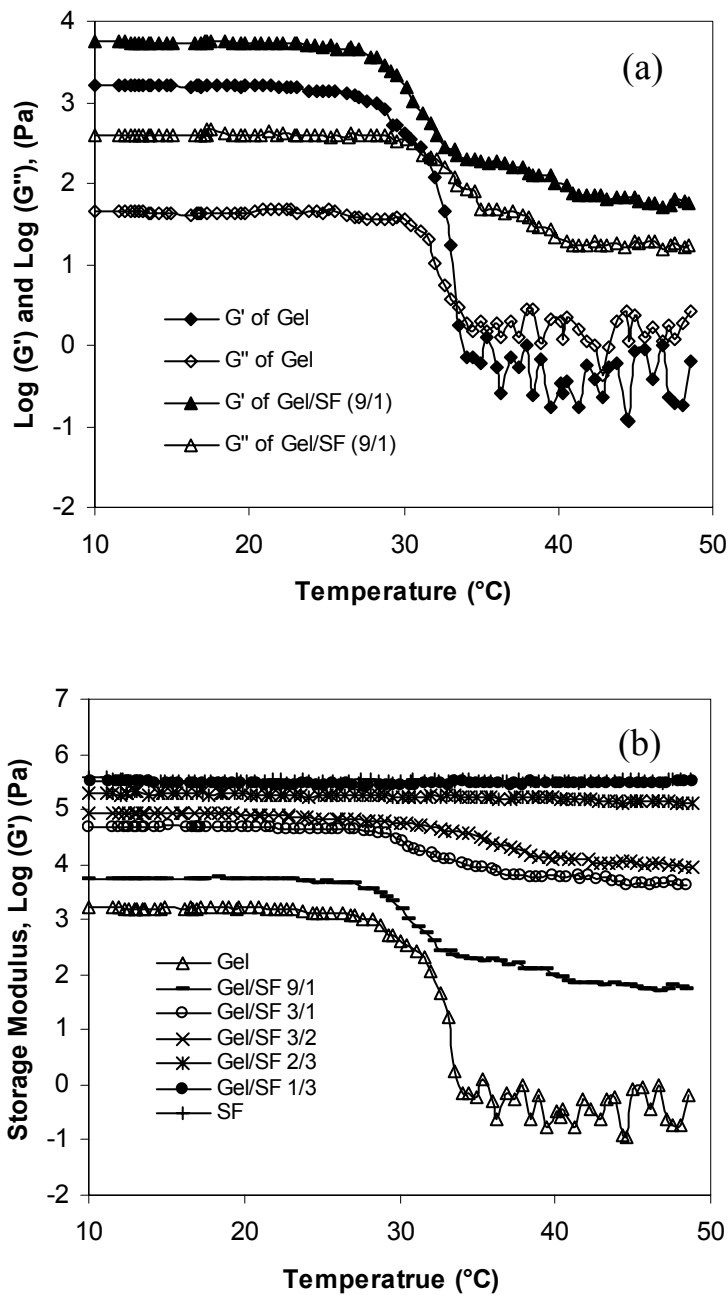 (a)
4
3
2
1
0
-1
-2
10 20 30 40 50
Log (G') and Log (G"), (Pa)
G' of Gel
G" of Gel
G' of Gel/SF (9/1)
G" of Gel/SF (9/1)
Temperature (°C)
(b)
7
6
5
4
3
2
1
0
-1
-2
10 20 30 40 50
Storage Modulus, Log (G') (Pa)
Gel
Gel/SF 9/1
Gel/SF 3/1
Gel/SF 3/2
Gel/SF 2/3
Gel/SF 1/3
SF
Temperatrue (°C)